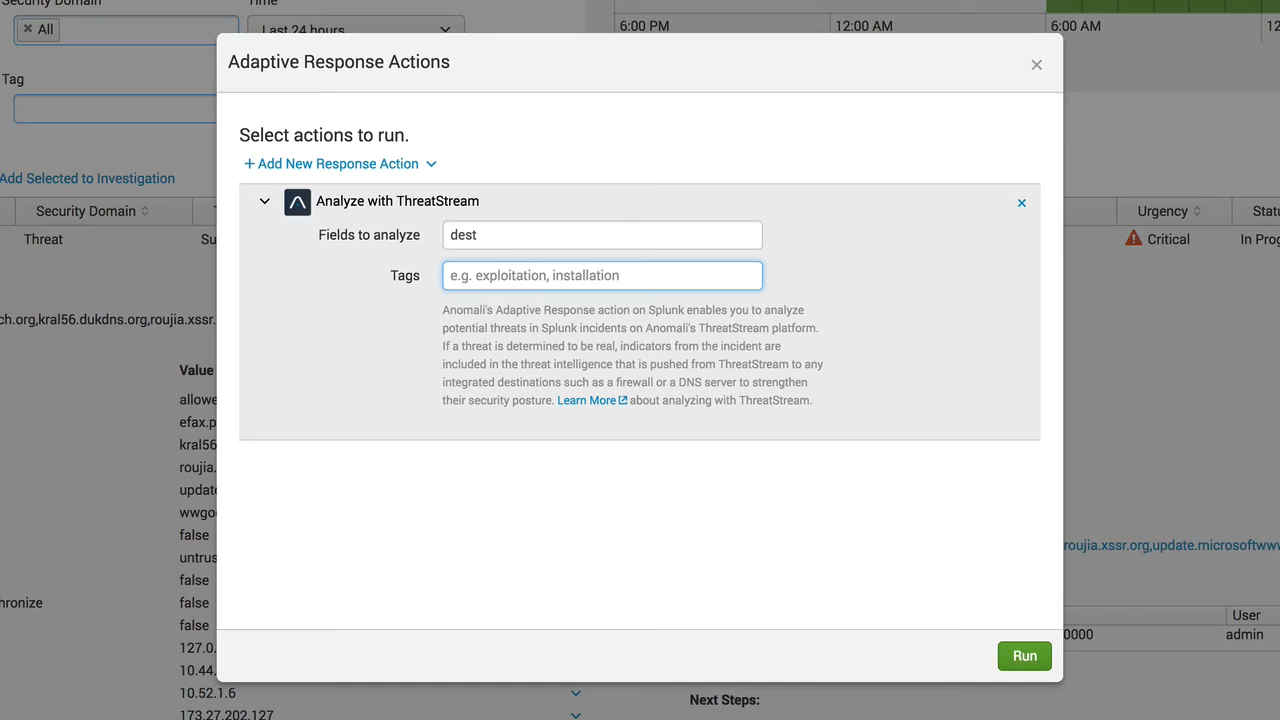 Security Domain
Time
All
Last 24 hours
6:00 PM
12:00 AM
6:00 AM
Tag
Adaptive Response Actions
Select actions to run.
+ Add New Response Action
Analyze with ThreatStream
Fields to analyze
dest
Tags
e.g. exploitation, installation
Anomali's Adaptive Response action on Splunk enables you to analyze
potential threats in Splunk incidents on Anomali's ThreatStream platform.
If a threat is determined to be real, indicators from the incident are
included in the threat intelligence that is pushed from ThreatStream to any
integrated destinations such as a firewall or a DNS server to strengthen
their security posture. Learn More about analyzing with ThreatStream.
Run
Add Selected to Investigation
Security Domain
Urgency
Statu
Threat
Su
Critical
In Prog
ch.org,kral56.dukdns.org,roujia.xssr.
Value
allowe
efax.p
kral56
roujia.
update
wwgoo
false
untrus
false
hronize
false
false
127.0.
10.44.
10.52.1.6
173.27.202.127
roujia.xssr.org,update.microsoftwww
User
0000
admin
Next Steps: